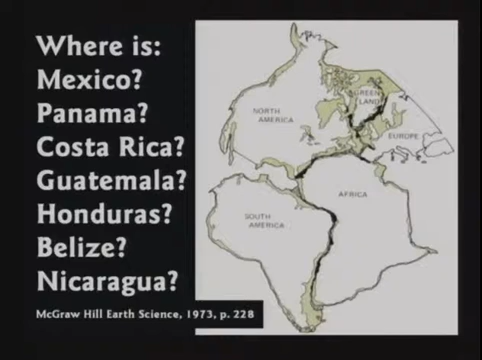 Where is:
Mexico?
Panama?
Costa Rica?
Guatemala?
Honduras?
Belize?
Nicaragua?
McGraw Hill Earth Science, 1973, p. 228
GREEN
LAND
NORTH
AMERICA
EUROPE
AFRICA
SOUTH
AMERICA